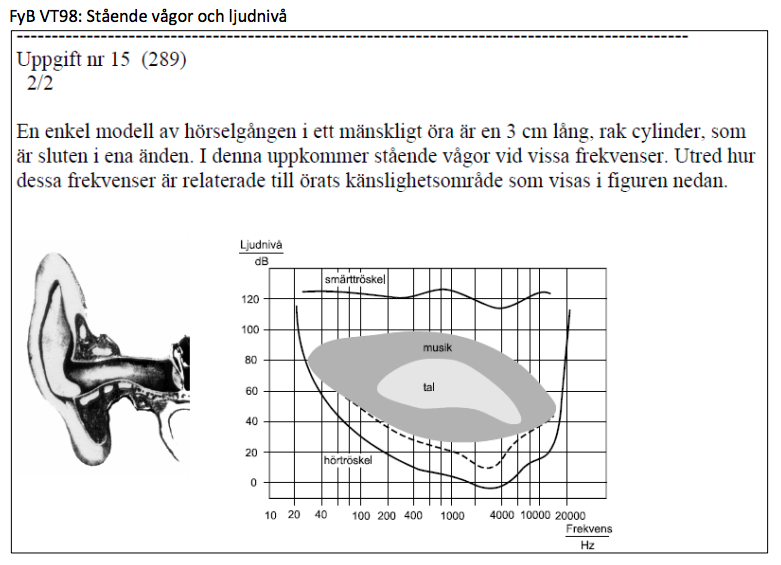 FyB VT98: Stående vågor och ljudnivå
Uppgift nr 15 (289)
2/2
En enkel modell av hörselgången i ett mänskligt öra är en 3 cm lång, rak cylinder, som
är sluten i ena änden. I denna uppkommer stående vågor vid vissa frekvenser. Utred hur
dessa frekvenser är relaterade till örats känslighetsområde som visas i figuren nedan.
Ljudnivå
dB
smärttröskel
120
100
musik
80
tal
60
40
20
hörtröskel
0
10 20 40 100 200 400 1000 4000 10000 20000
Frekvens
Hz